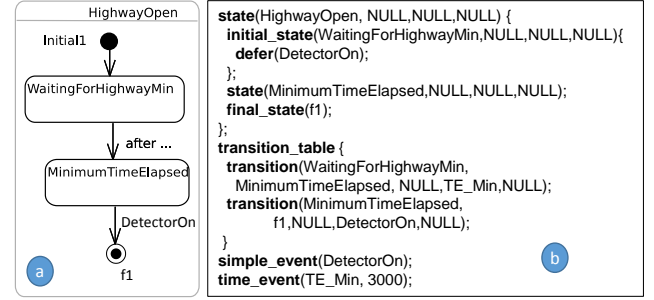 HighwayOpen
Initial1
WaitingForHighwayMin
after ...
MinimumTimeElapsed
DetectorOn
f1
a
state(HighwayOpen, NULL,NULL,NULL) {
initial_state(WaitingForHighwayMin,NULL,NULL,NULL){
defer(DetectorOn);
};
state(MinimumTimeElapsed,NULL,NULL,NULL);
final_state(f1);
};
transition_table {
transition(WaitingForHighwayMin,
MinimumTimeElapsed, NULL,TE_Min,NULL);
transition(MinimumTimeElapsed,
f1,NULL,DetectorOn,NULL);
}
simple_event(DetectorOn);
time_event(TE_Min, 3000);
b